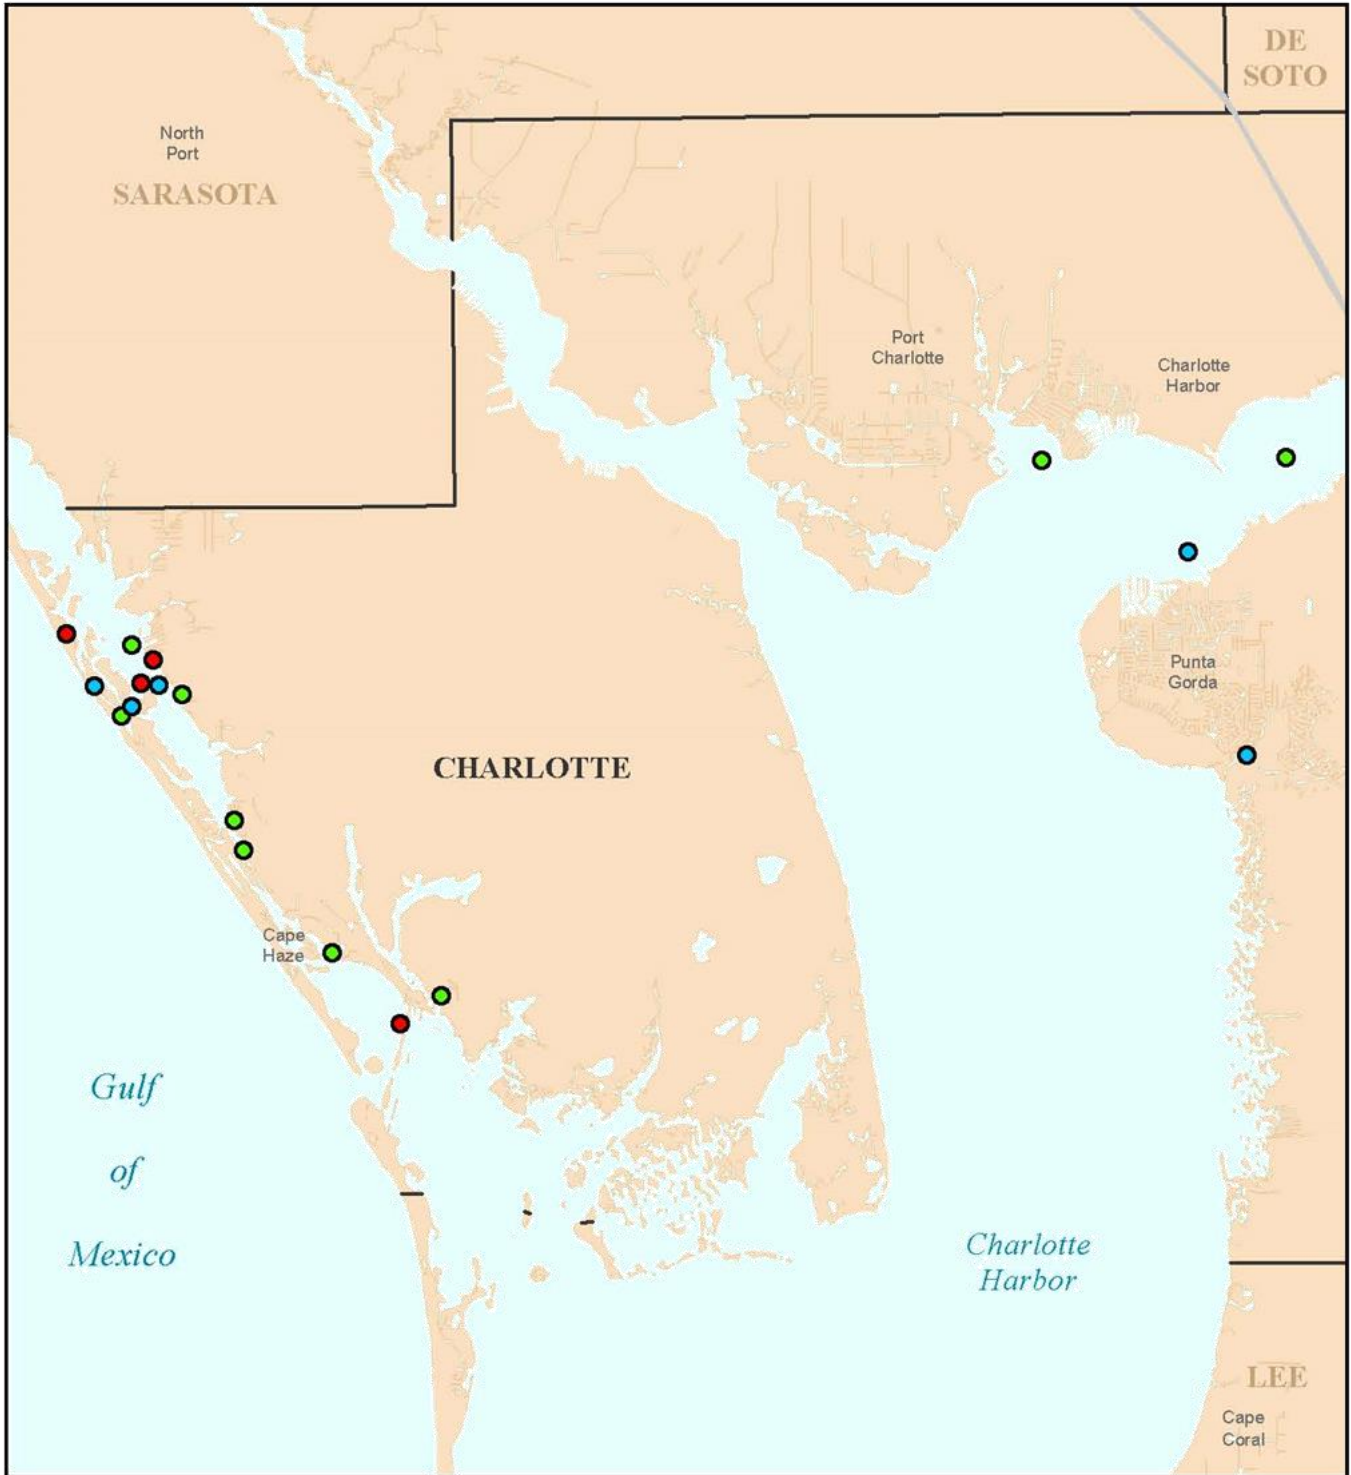 DE
SOTO
North
Port
SARASOTA
Port
Charlotte
Charlotte
Harbor
Punta
Gorda
CHARLOTTE
Cape
Haze
Gulf
of
Mexico
Charlotte
Harbor
LEE
Cape
Coral